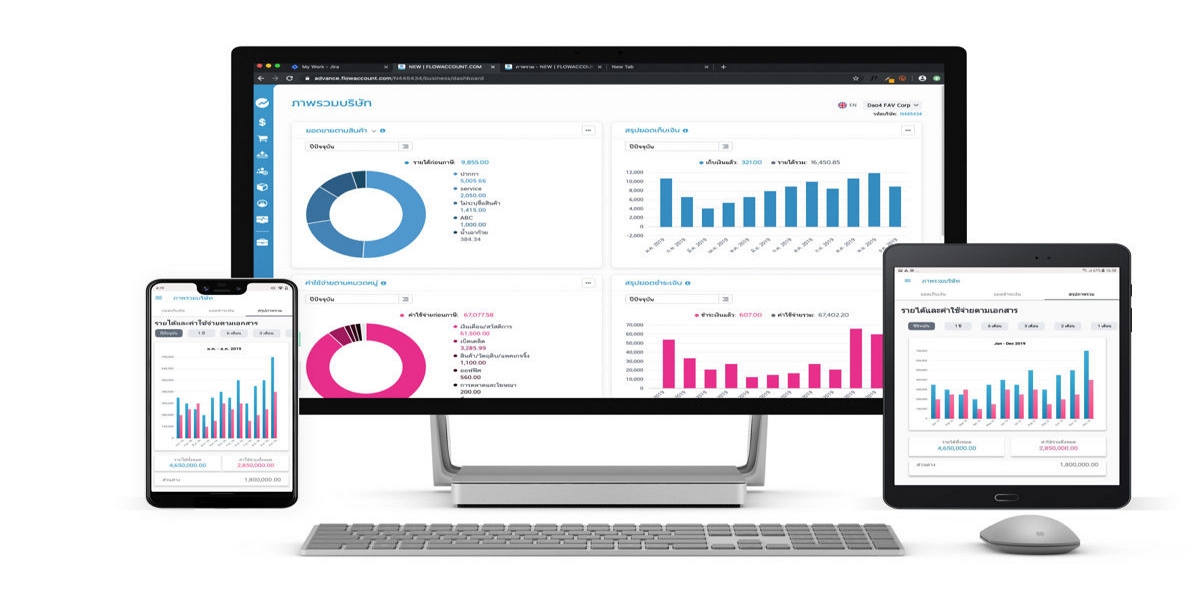 My Work - Jira
NEW | FLOWACCOUNT.COM
ภาพรวม - NEW | FLOWACCOU
New Tab
advance.flowaccount.com/N445434/business/dashboard
ภาพรวมบริษัท
EN
Dao4 FAV Corp
รหัสบริษัท: N445434
ยอดขายตามสินค้า
ปีปัจจุบัน
รายได้ก่อนภาษี: 9,855.00
ปากกา
5,005.66
service
2,050.00
ไม่ระบุชื่อสินค้า
1,415.00
ABC
1,000.00
น้ำเอาก๊วย
384.34
สรุปยอดเก็บเงิน
ปีปัจจุบัน
เก็บเงินแล้ว: 321.00
รายได้รวม: 16,450.85
12,000
10,000
8,000
6,000
4,000
2,000
0
-2,000
ค่าใช้จ่ายตามหมวดหมู่
ปีปัจจุบัน
ค่าใช้จ่ายก่อนภาษี: 67,077.58
เงินเดือน/สวัสดิการ
61,500.00
เบ็ดเตล็ด
3,285.99
สินค้า/วัตถุดิบ/แพคเกจจิ้ง
1,100.00
ออฟฟิศ
560.00
การตลาดและโฆษณา
200.00
สรุปยอดชำระเงิน
ปีปัจจุบัน
ชำระเงินแล้ว: 607.00
ค่าใช้จ่ายรวม: 67,402.20
70,000
60,000
50,000
40,000
30,000
20,000
10,000
0
ภาพรวมบริษัท
ยอดเก็บเงิน
ยอดชำระเงิน
สรุปภาพรวม
รายได้และค่าใช้จ่ายตามเอกสาร
ปีปัจจุบัน
1 ปี
6 เดือน
3 เดือน
ม.ค. - ธ.ค. 2019
รายได้ทั้งหมด
4,650,000.00
ค่าใช้จ่ายทั้งหมด
2,850,000.00
ส่วนต่าง
1,800,000.00
ภาพรวมบริษัท
ยอดเก็บเงิน
ยอดชำระเงิน
สรุปภาพรวม
รายได้และค่าใช้จ่ายตามเอกสาร
ปีปัจจุบัน
1 ปี
6 เดือน
3 เดือน
2 เดือน
1 เดือน
Jan - Dec 2019
รายได้ทั้งหมด
4,650,000.00
ค่าใช้จ่ายทั้งหมด
2,850,000.00
ส่วนต่าง
1,800,000.00